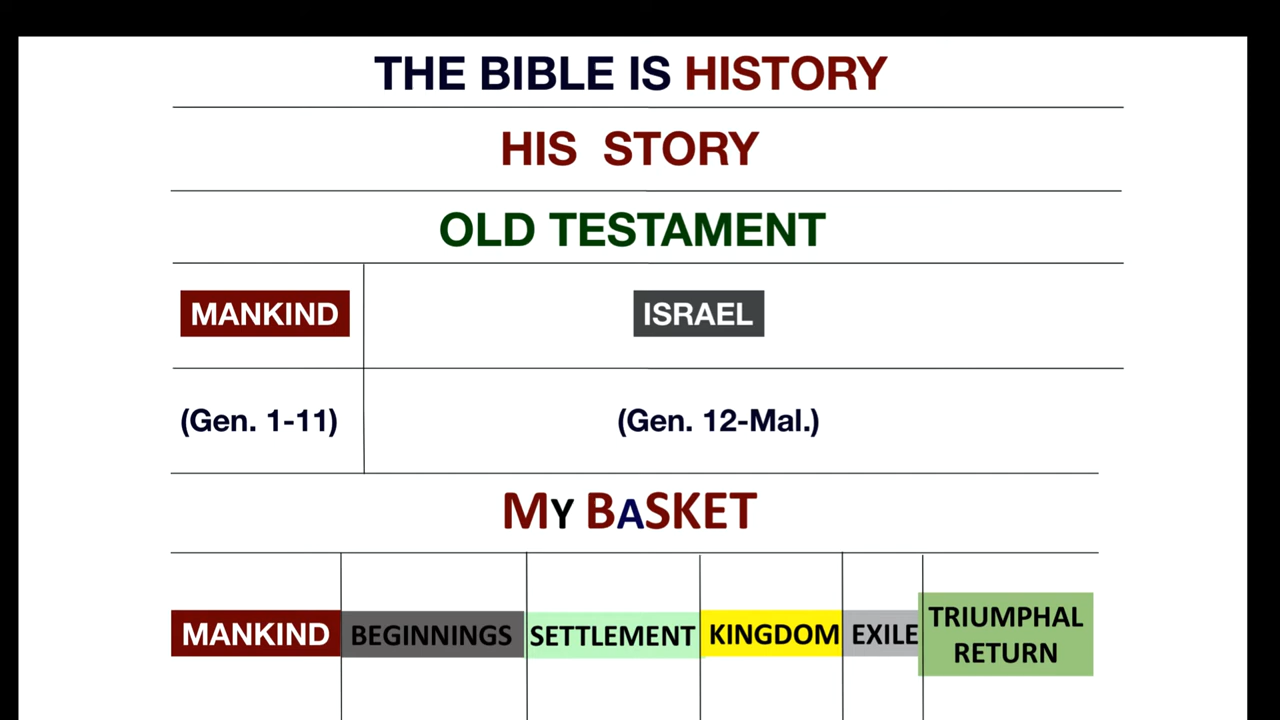 THE BIBLE IS HISTORY
HIS STORY
OLD TESTAMENT
MANKIND ISRAEL
(Gen. 1-11) (Gen. 12-Mal.)
MY BASKET
MANKIND BEGINNINGS SETTLEMENT KINGDOM EXILE TRIUMPHAL RETURN